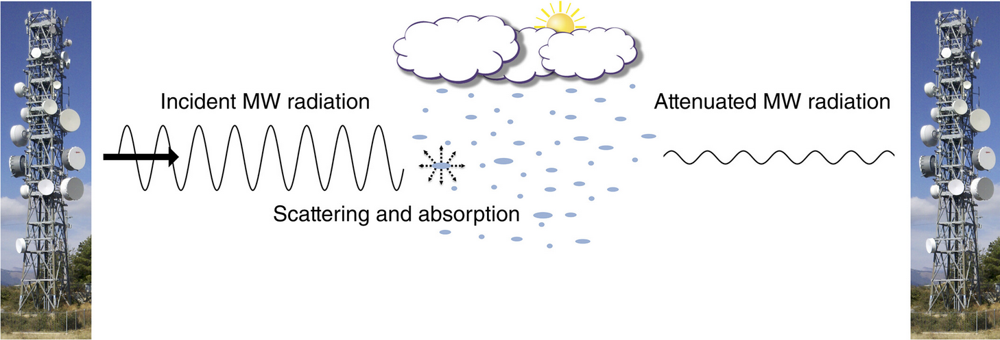 Incident MW radiation
Attenuated MW radiation
Scattering and absorption